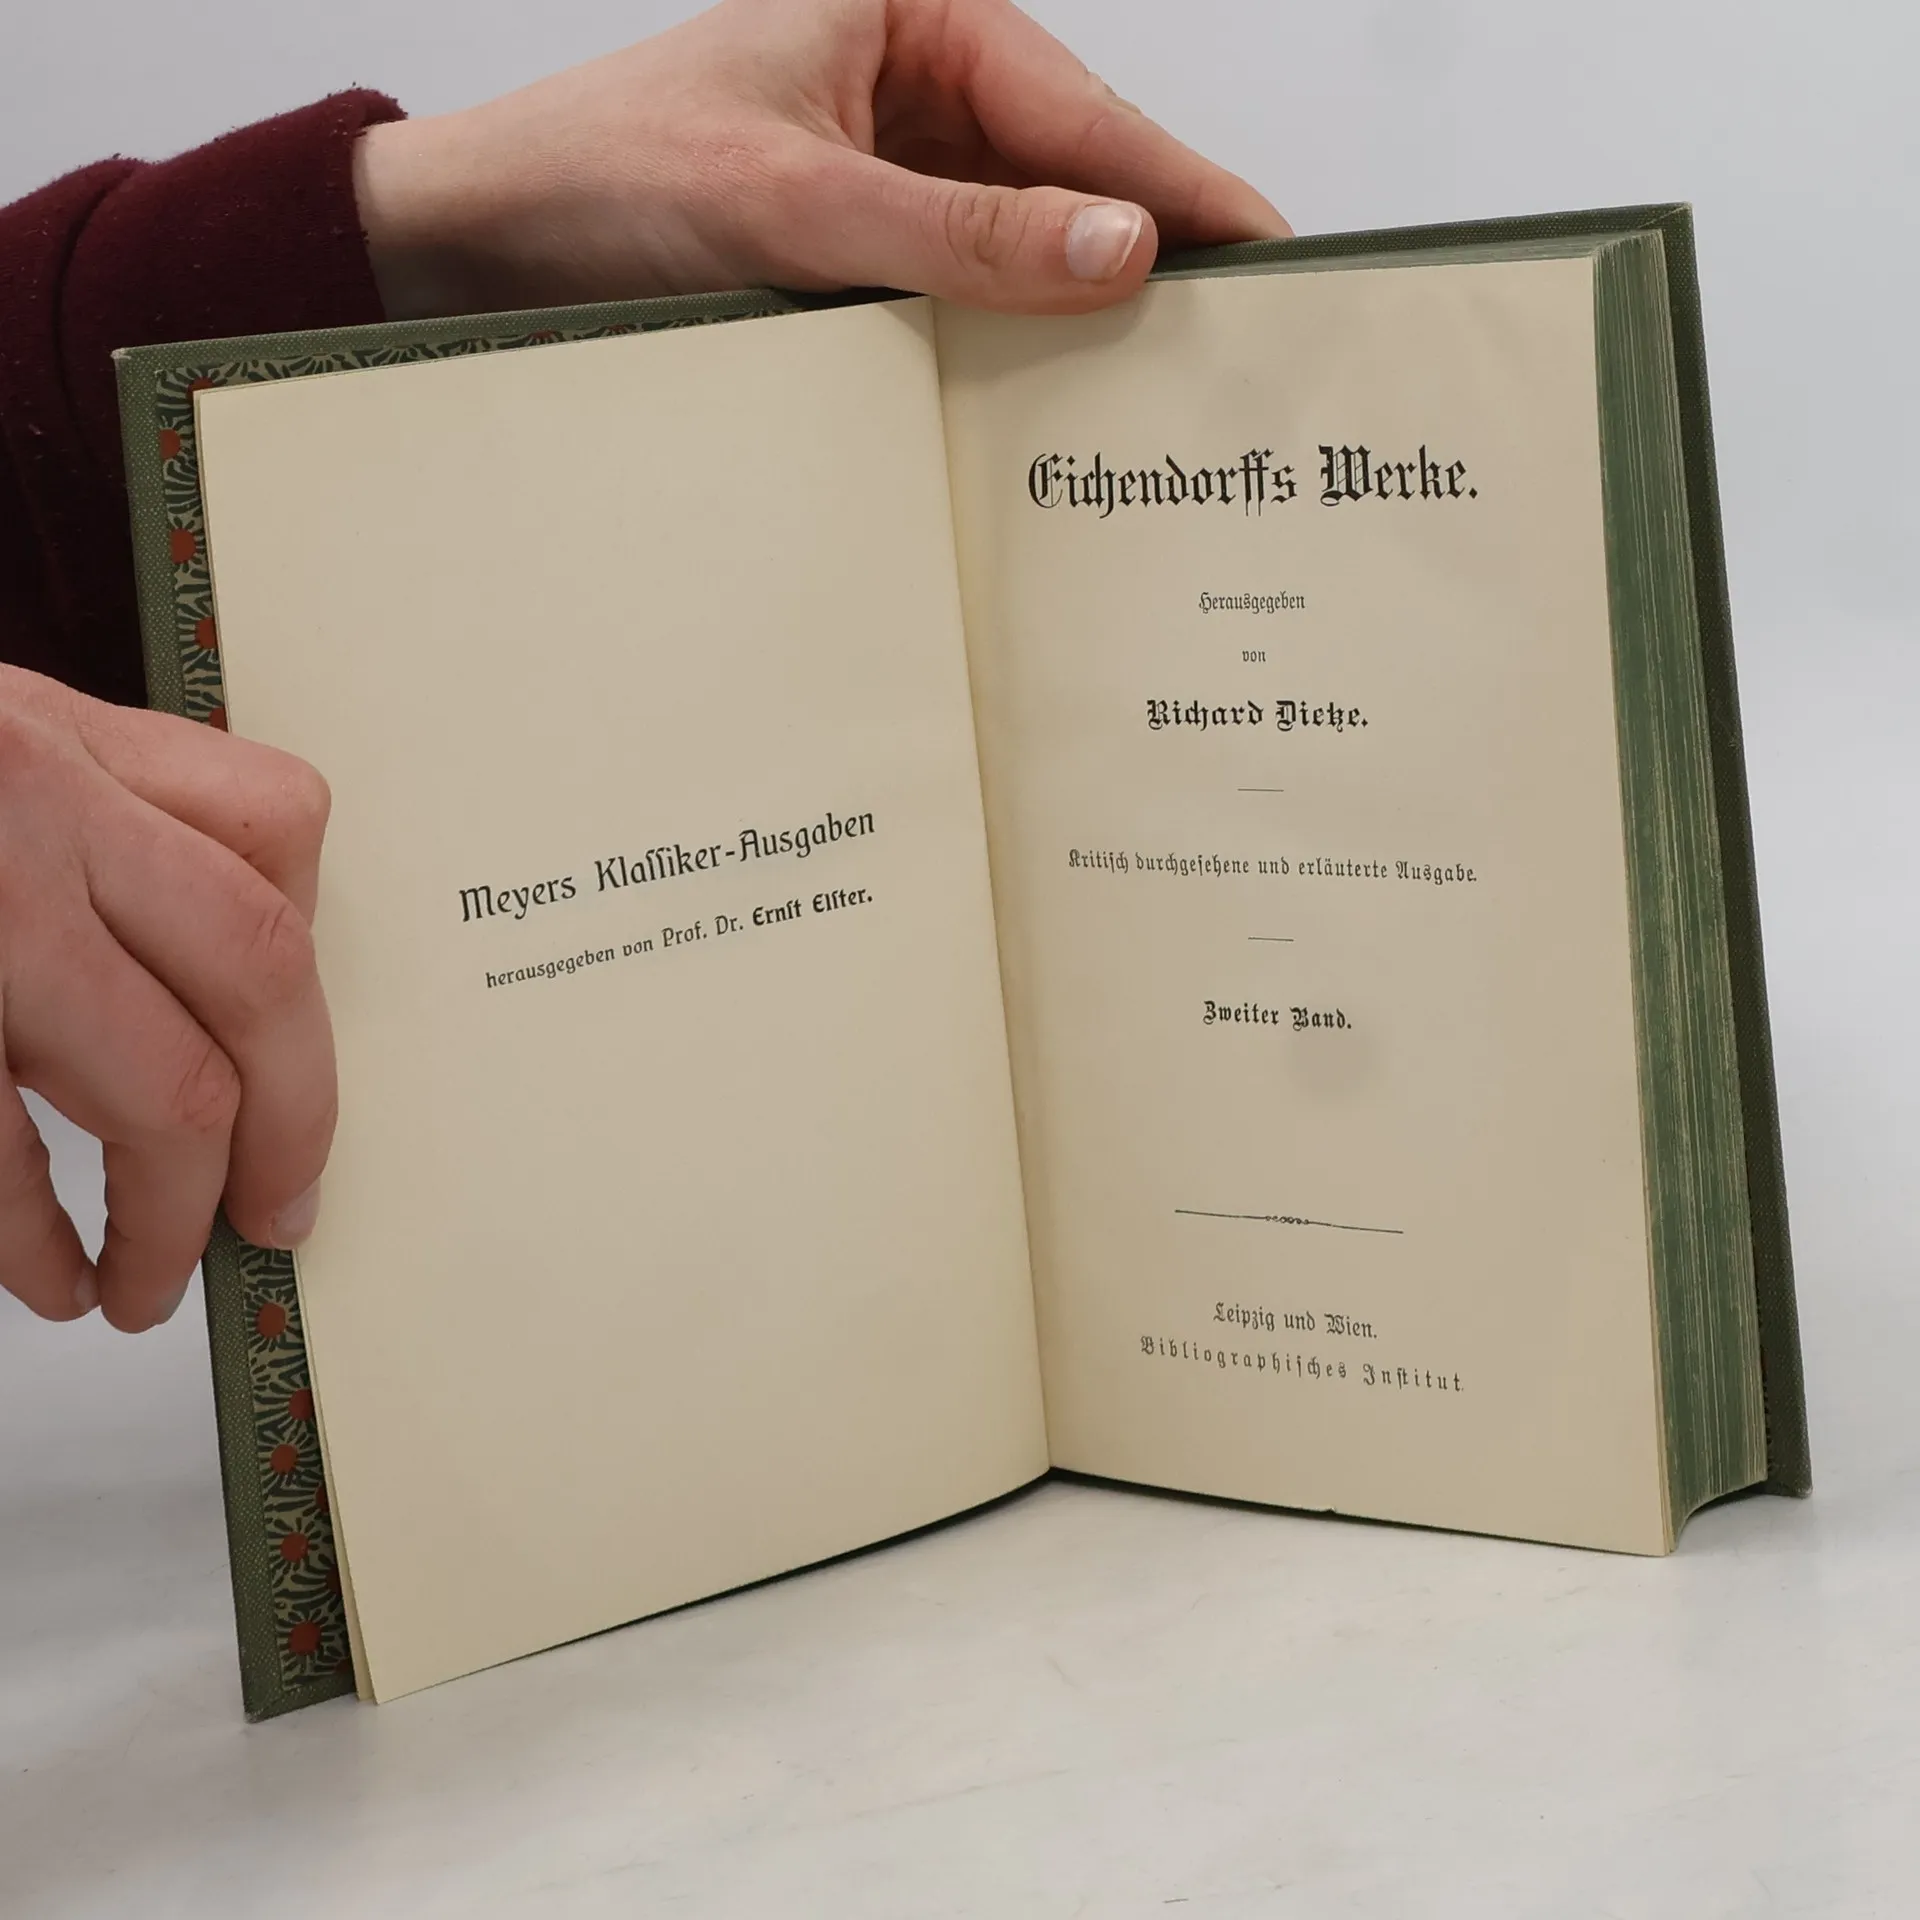 Meyers Klaſſiker-Ausgaben
herausgegeben von Prof. Dr. Ernſt Elſter.
Eichendorffs Werke.
Herausgegeben
von
Richard Dietze.
Kritiſch durchgeſehene und erläuterte Ausgabe.
Zweiter Band.
Leipzig und Wien.
Bibliographiſches Inſtitut.